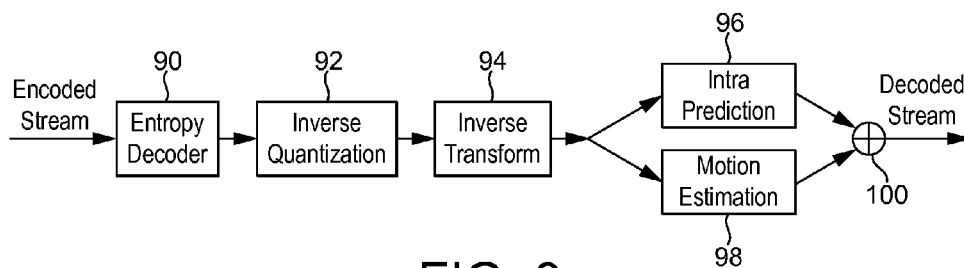 90
92
94
96
98
100
Encoded
Stream
Entropy
Decoder
Inverse
Quantization
Inverse
Transform
Intra
Prediction
Motion
Estimation
Decoded
Stream